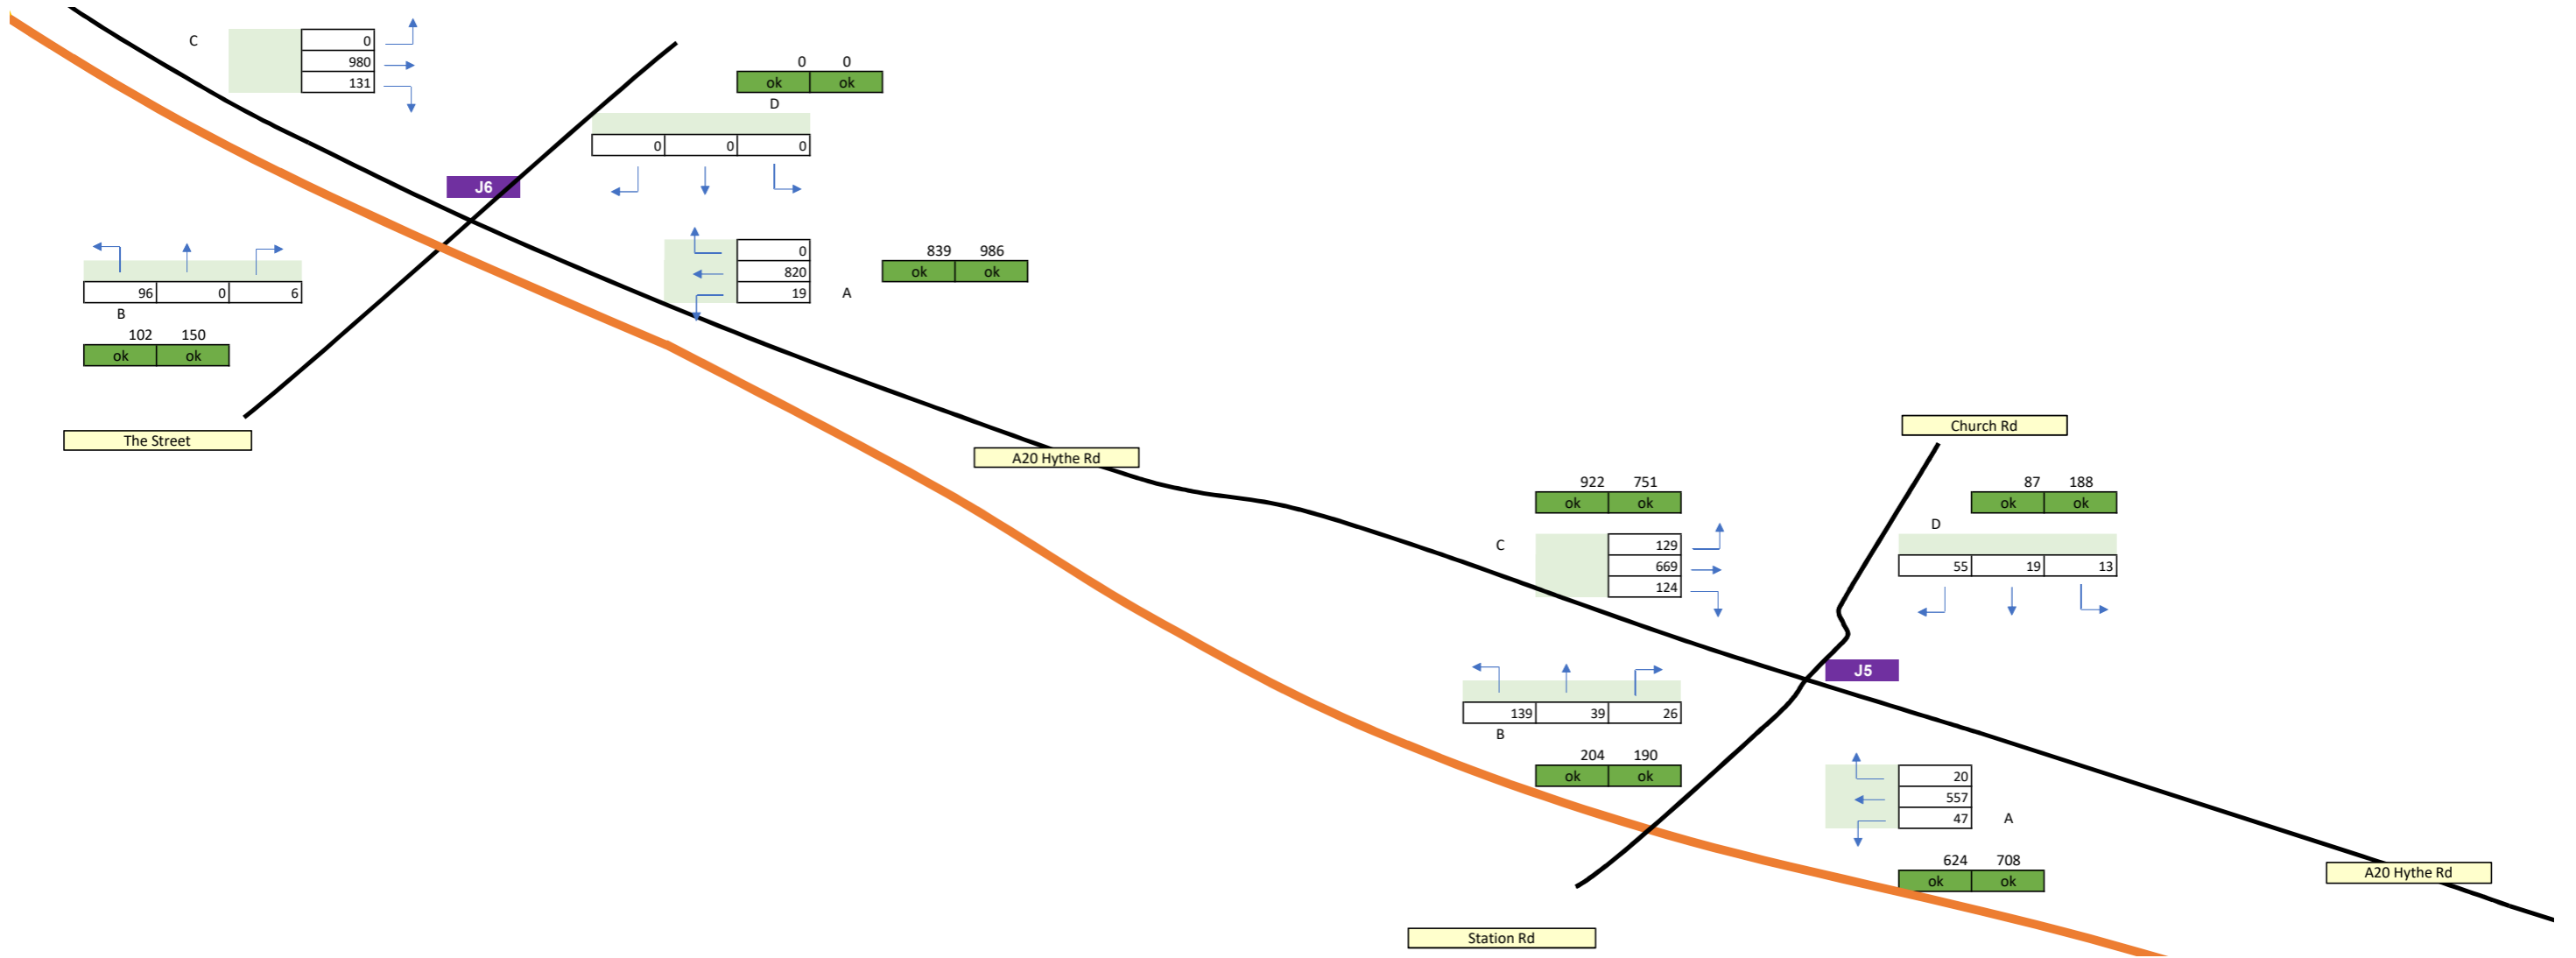 C
0
980
131
0 0
ok ok
D
0 0 0
J6
0
820
19
A
839 986
ok ok
96 0 6
B
102 150
ok ok
The Street
A20 Hythe Rd
Church Rd
922 751
ok ok
C
129
669
124
87 188
ok ok
D
55 19 13
J5
139 39 26
B
204 190
ok ok
20
557
47
A
624 708
ok ok
A20 Hythe Rd
Station Rd